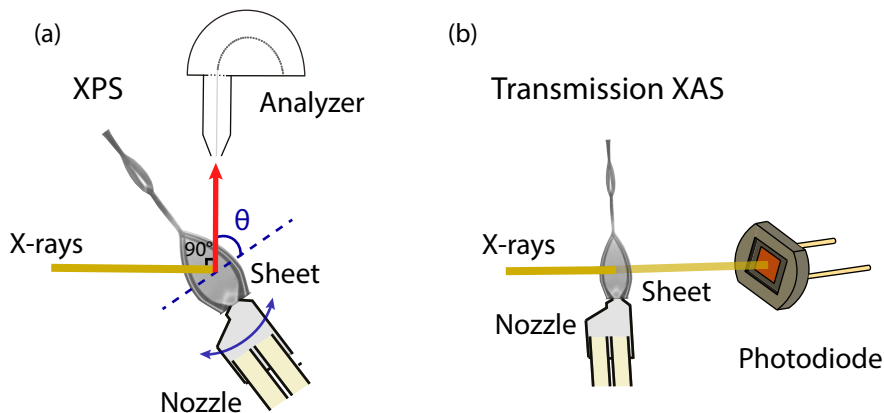 (a)
XPS
Analyzer
θ
90°
X-rays
Sheet
Nozzle
(b)
Transmission XAS
X-rays
Sheet
Nozzle
Photodiode